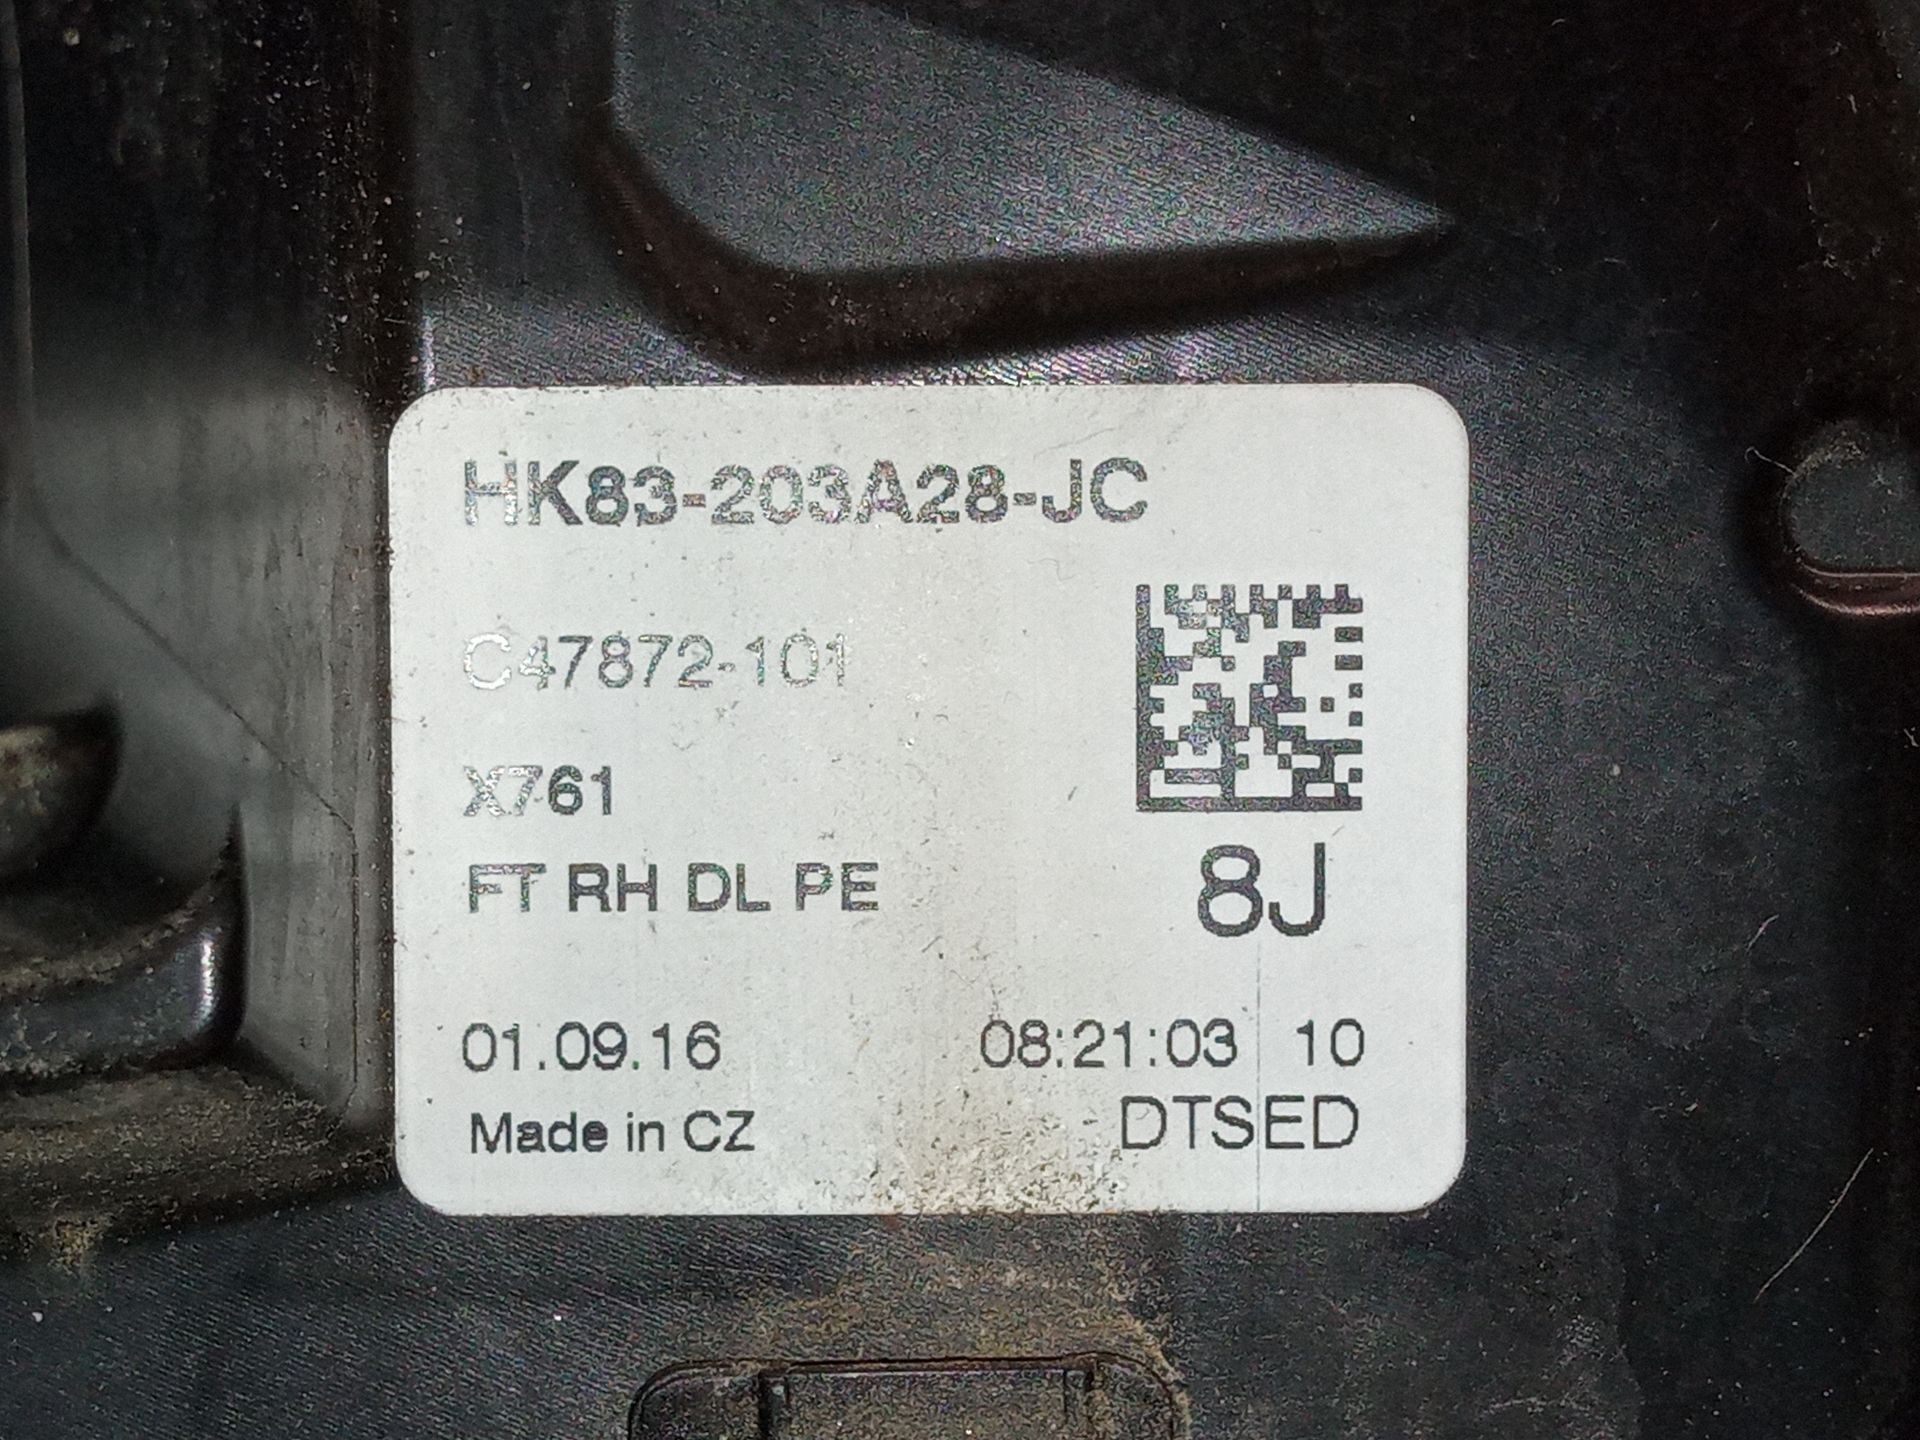 HK83-203A28-JC
C47872-101
X761
FT RH DL PE
8J
01.09.16 08:21:03 10
Made in CZ DTSED